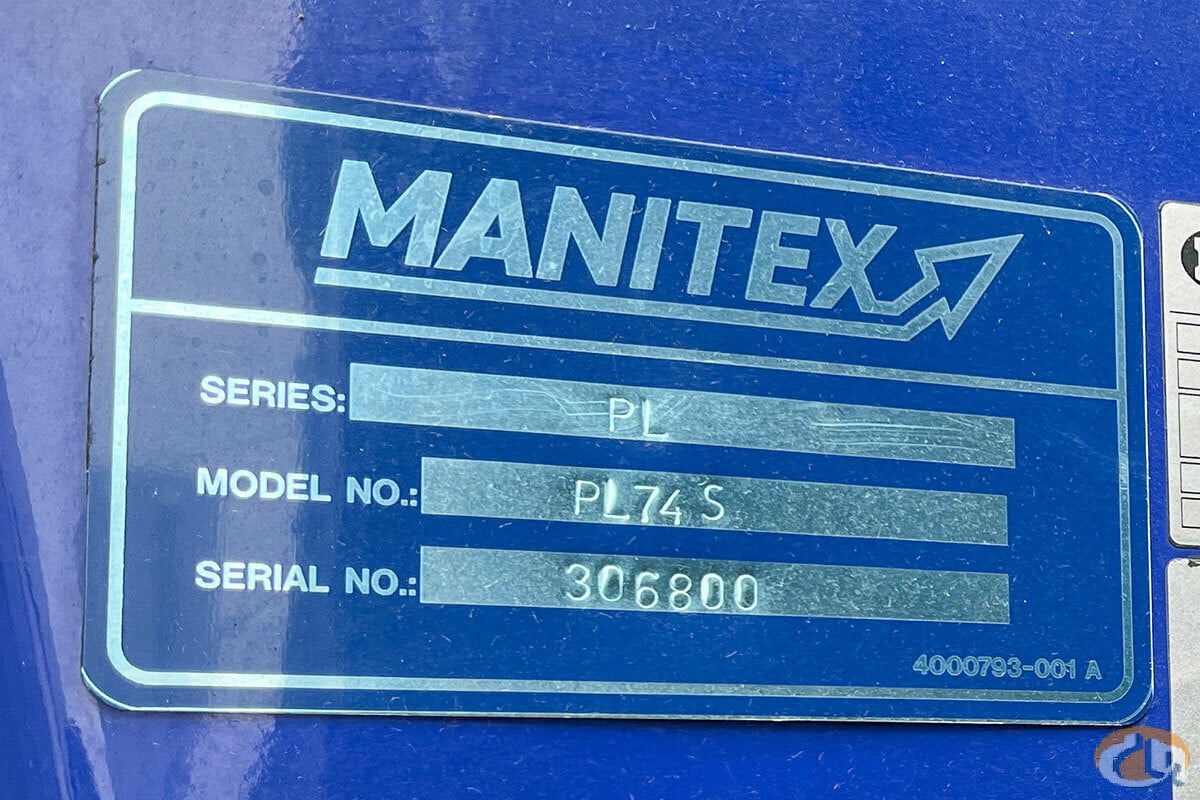 MANITEX
SERIES: PL
MODEL NO.: PL74 S
SERIAL NO.: 306800
4000793-001 A